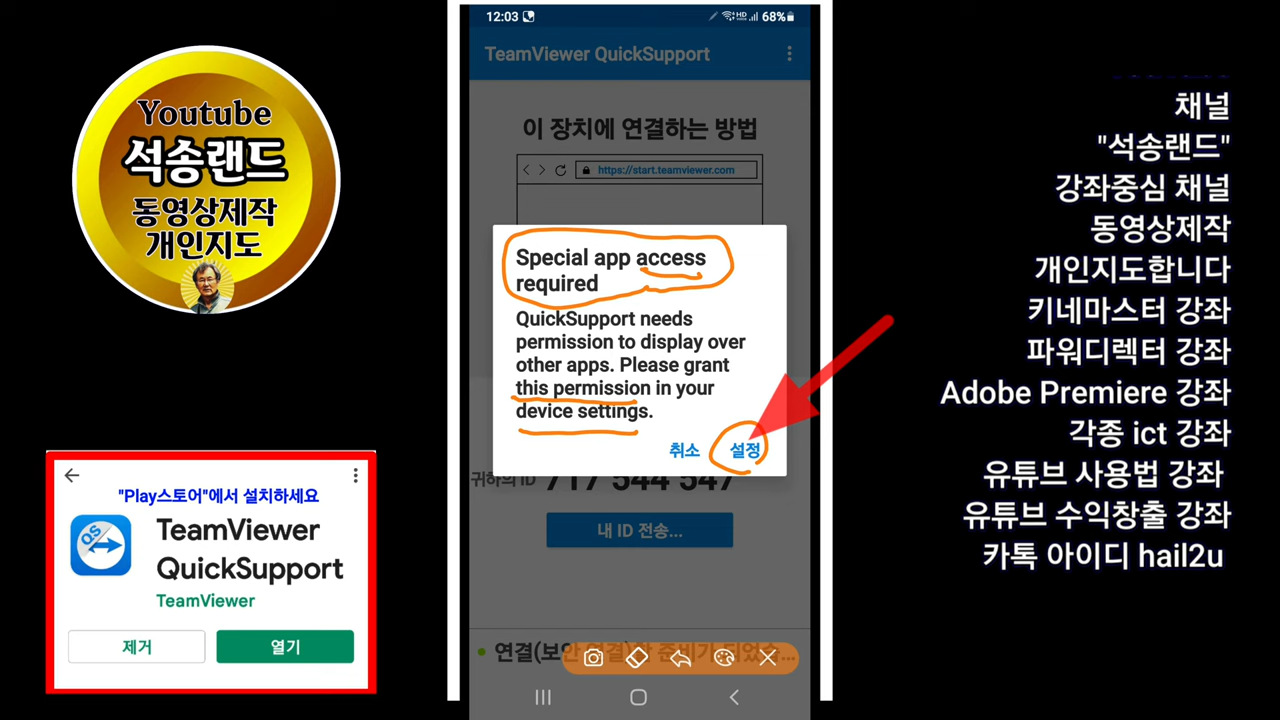 Youtube
석송랜드
동영상제작
개인지도
"Play스토어"에서 설치하세요
TeamViewer
QuickSupport
TeamViewer
제거
열기
12:03
68%
TeamViewer QuickSupport
이 장치에 연결하는 방법
https://start.teamviewer.com
Special app access
required
QuickSupport needs
permission to display over
other apps. Please grant
this permission in your
device settings.
취소
설정
귀하의 ID 717 544 547
내 ID 전송...
채널
"석송랜드"
강좌중심 채널
동영상제작
개인지도합니다
키네마스터 강좌
파워디렉터 강좌
Adobe Premiere 강좌
각종 ict 강좌
유튜브 사용법 강좌
유튜브 수익창출 강좌
카톡 아이디 hail2u